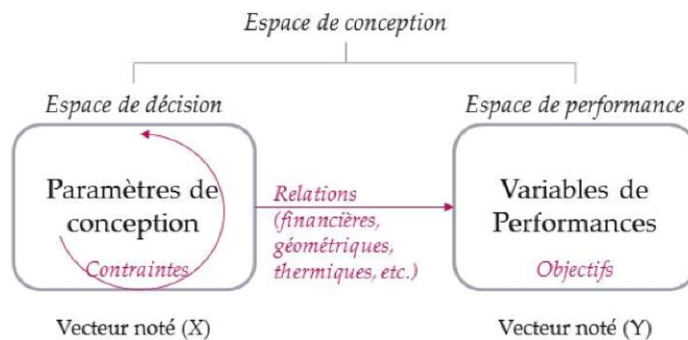 Espace de conception
Espace de décision
Espace de performance
Paramètres de
conception
Contraintes
Relations
(financières,
géométriques,
thermiques, etc.)
Variables de
Performances
Objectifs
Vecteur noté (X)
Vecteur noté (Y)